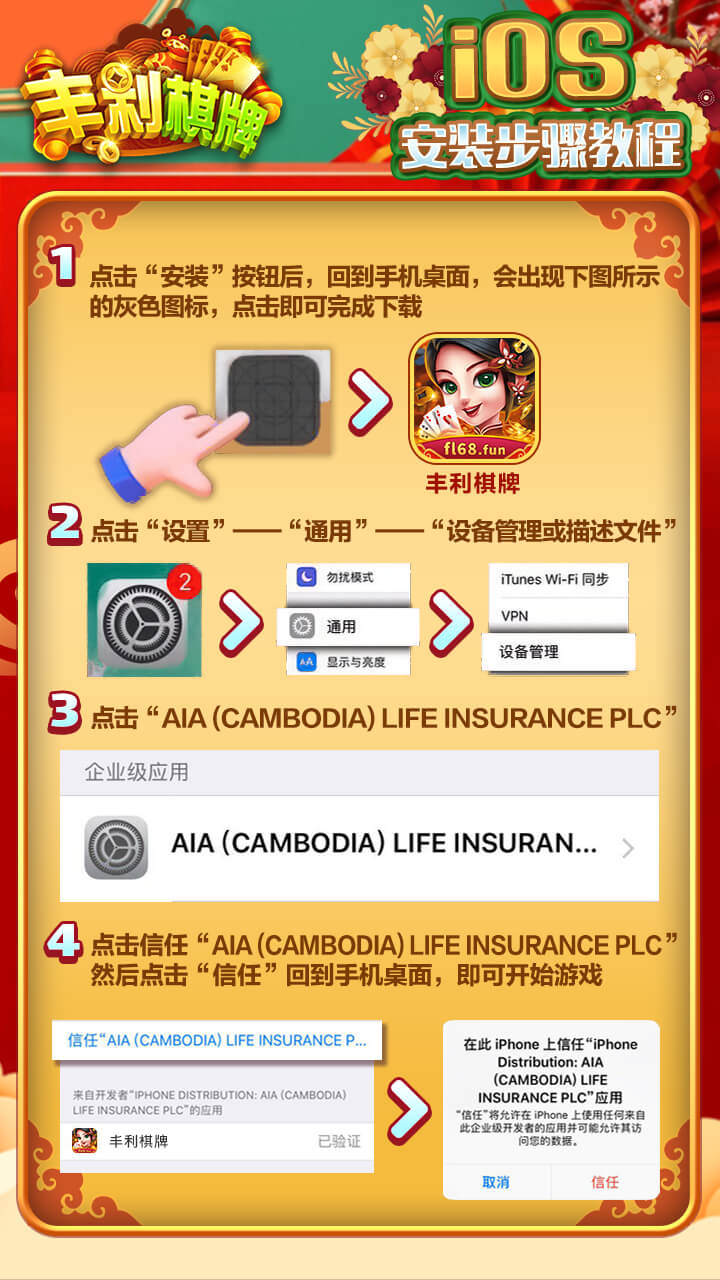 丰利棋牌
iOS
安装步骤教程
1
点击“安装”按钮后，回到手机桌面，会出现下图所示
的灰色图标，点击即可完成下载
fl68.fun
丰利棋牌
2
点击“设置”——“通用”——“设备管理或描述文件”
2
勿扰模式
通用
显示与亮度
iTunes Wi-Fi 同步
VPN
设备管理
3
点击“AIA (CAMBODIA) LIFE INSURANCE PLC”
企业级应用
AIA (CAMBODIA) LIFE INSURAN...
4
点击信任“AIA (CAMBODIA) LIFE INSURANCE PLC”
然后点击“信任”回到手机桌面，即可开始游戏
信任“AIA (CAMBODIA) LIFE INSURANCE P...
来自开发者“IPHONE DISTRIBUTION: AIA (CAMBODIA)
LIFE INSURANCE PLC”的应用
丰利棋牌
已验证
在此 iPhone 上信任“iPhone
Distribution: AIA
(CAMBODIA) LIFE
INSURANCE PLC”应用
“信任”将允许在 iPhone 上使用任何来自
此企业级开发者的应用并可能允许其访
问您的数据。
取消
信任